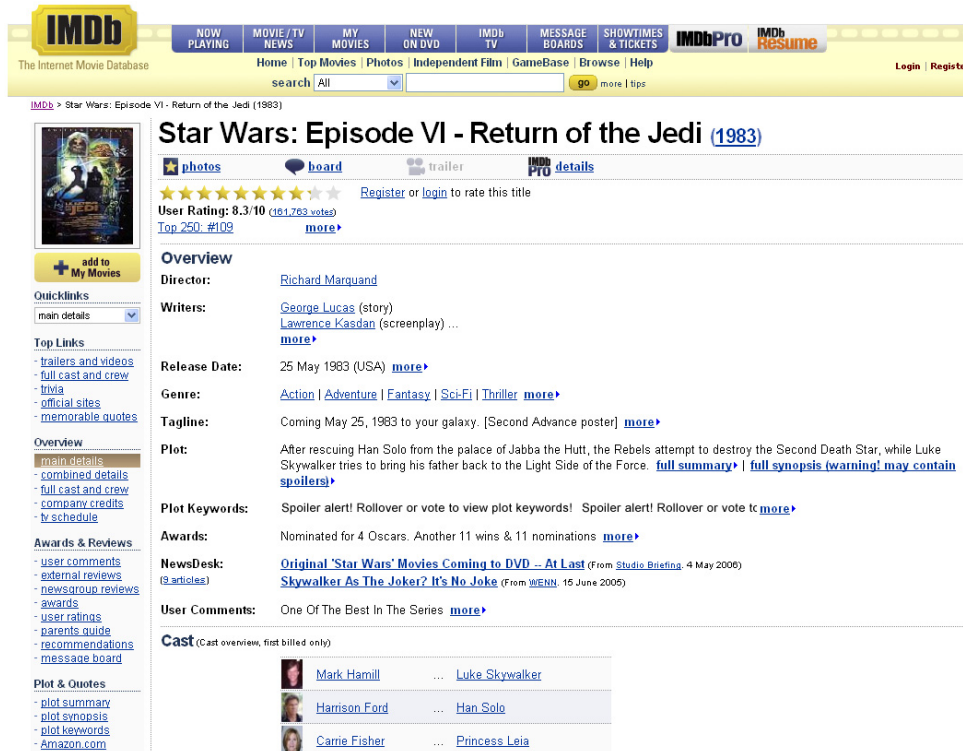 IMDb
The Internet Movie Database
NOW PLAYING
MOVIE / TV NEWS
MY MOVIES
NEW ON DVD
IMDb TV
MESSAGE BOARDS
SHOWTIMES & TICKETS
IMDbPro
IMDb Resume
Home | Top Movies | Photos | Independent Film | GameBase | Browse | Help
Login | Registe
search All go more | tips
IMDb > Star Wars: Episode VI - Return of the Jedi (1983)
Star Wars: Episode VI - Return of the Jedi (1983)
photos board trailer IMDb Pro details
Register or login to rate this title
User Rating: 8.3/10 (161,763 votes)
Top 250: #109 more
JEDI
add to My Movies
Quicklinks
main details
Top Links
- trailers and videos
- full cast and crew
- trivia
- official sites
- memorable quotes
Overview
main details
- combined details
- full cast and crew
- company credits
- tv schedule
Awards & Reviews
- user comments
- external reviews
- newsgroup reviews
- awards
- user ratings
- parents guide
- recommendations
- message board
Plot & Quotes
- plot summary
- plot synopsis
- plot keywords
- Amazon.com
Overview
Director: Richard Marquand
Writers: George Lucas (story)
Lawrence Kasdan (screenplay) ...
more
Release Date: 25 May 1983 (USA) more
Genre: Action | Adventure | Fantasy | Sci-Fi | Thriller more
Tagline: Coming May 25, 1983 to your galaxy. [Second Advance poster] more
Plot: After rescuing Han Solo from the palace of Jabba the Hutt, the Rebels attempt to destroy the Second Death Star, while Luke
Skywalker tries to bring his father back to the Light Side of the Force. full summary | full synopsis (warning! may contain
spoilers)
Plot Keywords: Spoiler alert! Rollover or vote to view plot keywords! Spoiler alert! Rollover or vote tc more
Awards: Nominated for 4 Oscars. Another 11 wins & 11 nominations more
NewsDesk: Original 'Star Wars' Movies Coming to DVD -- At Last (From Studio Briefing. 4 May 2006)
(9 articles) Skywalker As The Joker? It's No Joke (From WENN. 15 June 2005)
User Comments: One Of The Best In The Series more
Cast (Cast overview, first billed only)
Mark Hamill ... Luke Skywalker
Harrison Ford ... Han Solo
Carrie Fisher ... Princess Leia